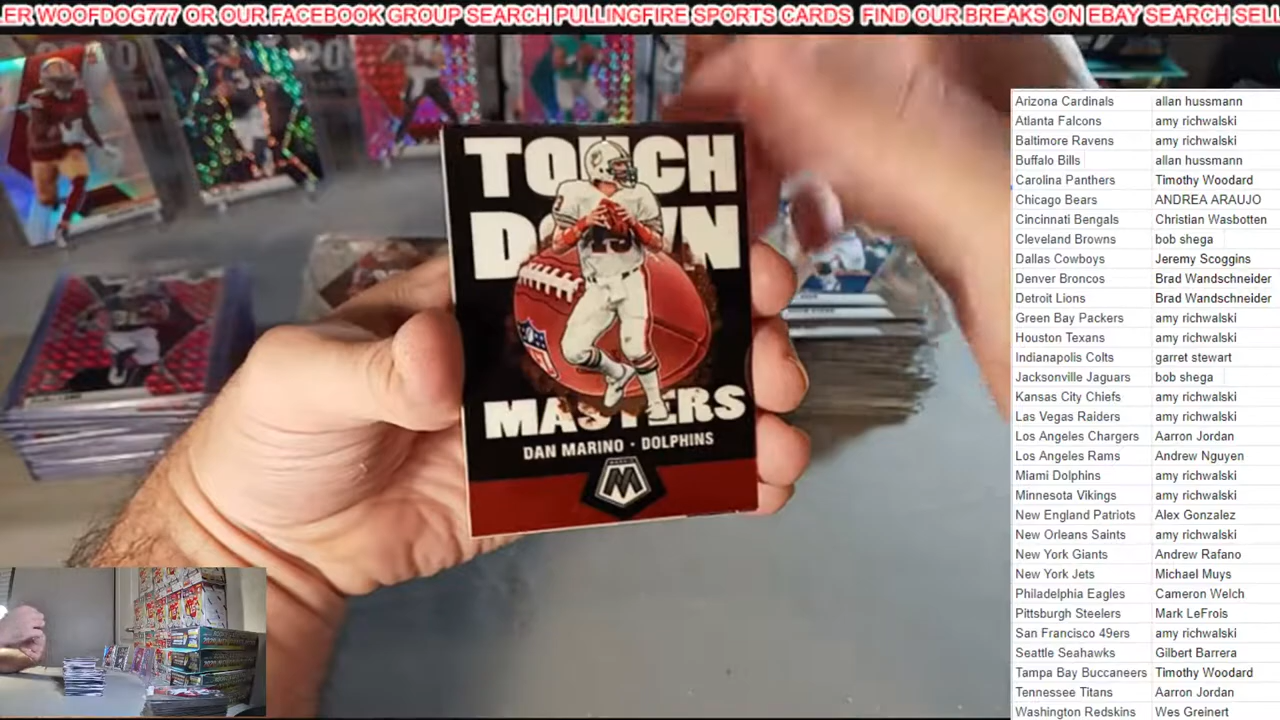 ER WOOFDOG777 OR OUR FACEBOOK GROUP SEARCH PULLINGFIRE SPORTS CARDS FIND OUR BREAKS ON EBAY SEARCH SELL
TOUCH
DOWN
MASTERS
DAN MARINO · DOLPHINS
M
Arizona Cardinals allan hussmann
Atlanta Falcons amy richwalski
Baltimore Ravens amy richwalski
Buffalo Bills allan hussmann
Carolina Panthers Timothy Woodard
Chicago Bears ANDREA ARAUJO
Cincinnati Bengals Christian Wasbotten
Cleveland Browns bob shega
Dallas Cowboys Jeremy Scoggins
Denver Broncos Brad Wandschneider
Detroit Lions Brad Wandschneider
Green Bay Packers amy richwalski
Houston Texans amy richwalski
Indianapolis Colts garret stewart
Jacksonville Jaguars bob shega
Kansas City Chiefs amy richwalski
Las Vegas Raiders amy richwalski
Los Angeles Chargers Aarron Jordan
Los Angeles Rams Andrew Nguyen
Miami Dolphins amy richwalski
Minnesota Vikings amy richwalski
New England Patriots Alex Gonzalez
New Orleans Saints amy richwalski
New York Giants Andrew Rafano
New York Jets Michael Muys
Philadelphia Eagles Cameron Welch
Pittsburgh Steelers Mark LeFrois
San Francisco 49ers amy richwalski
Seattle Seahawks Gilbert Barrera
Tampa Bay Buccaneers Timothy Woodard
Tennessee Titans Aarron Jordan
Washington Redskins Wes Greinert